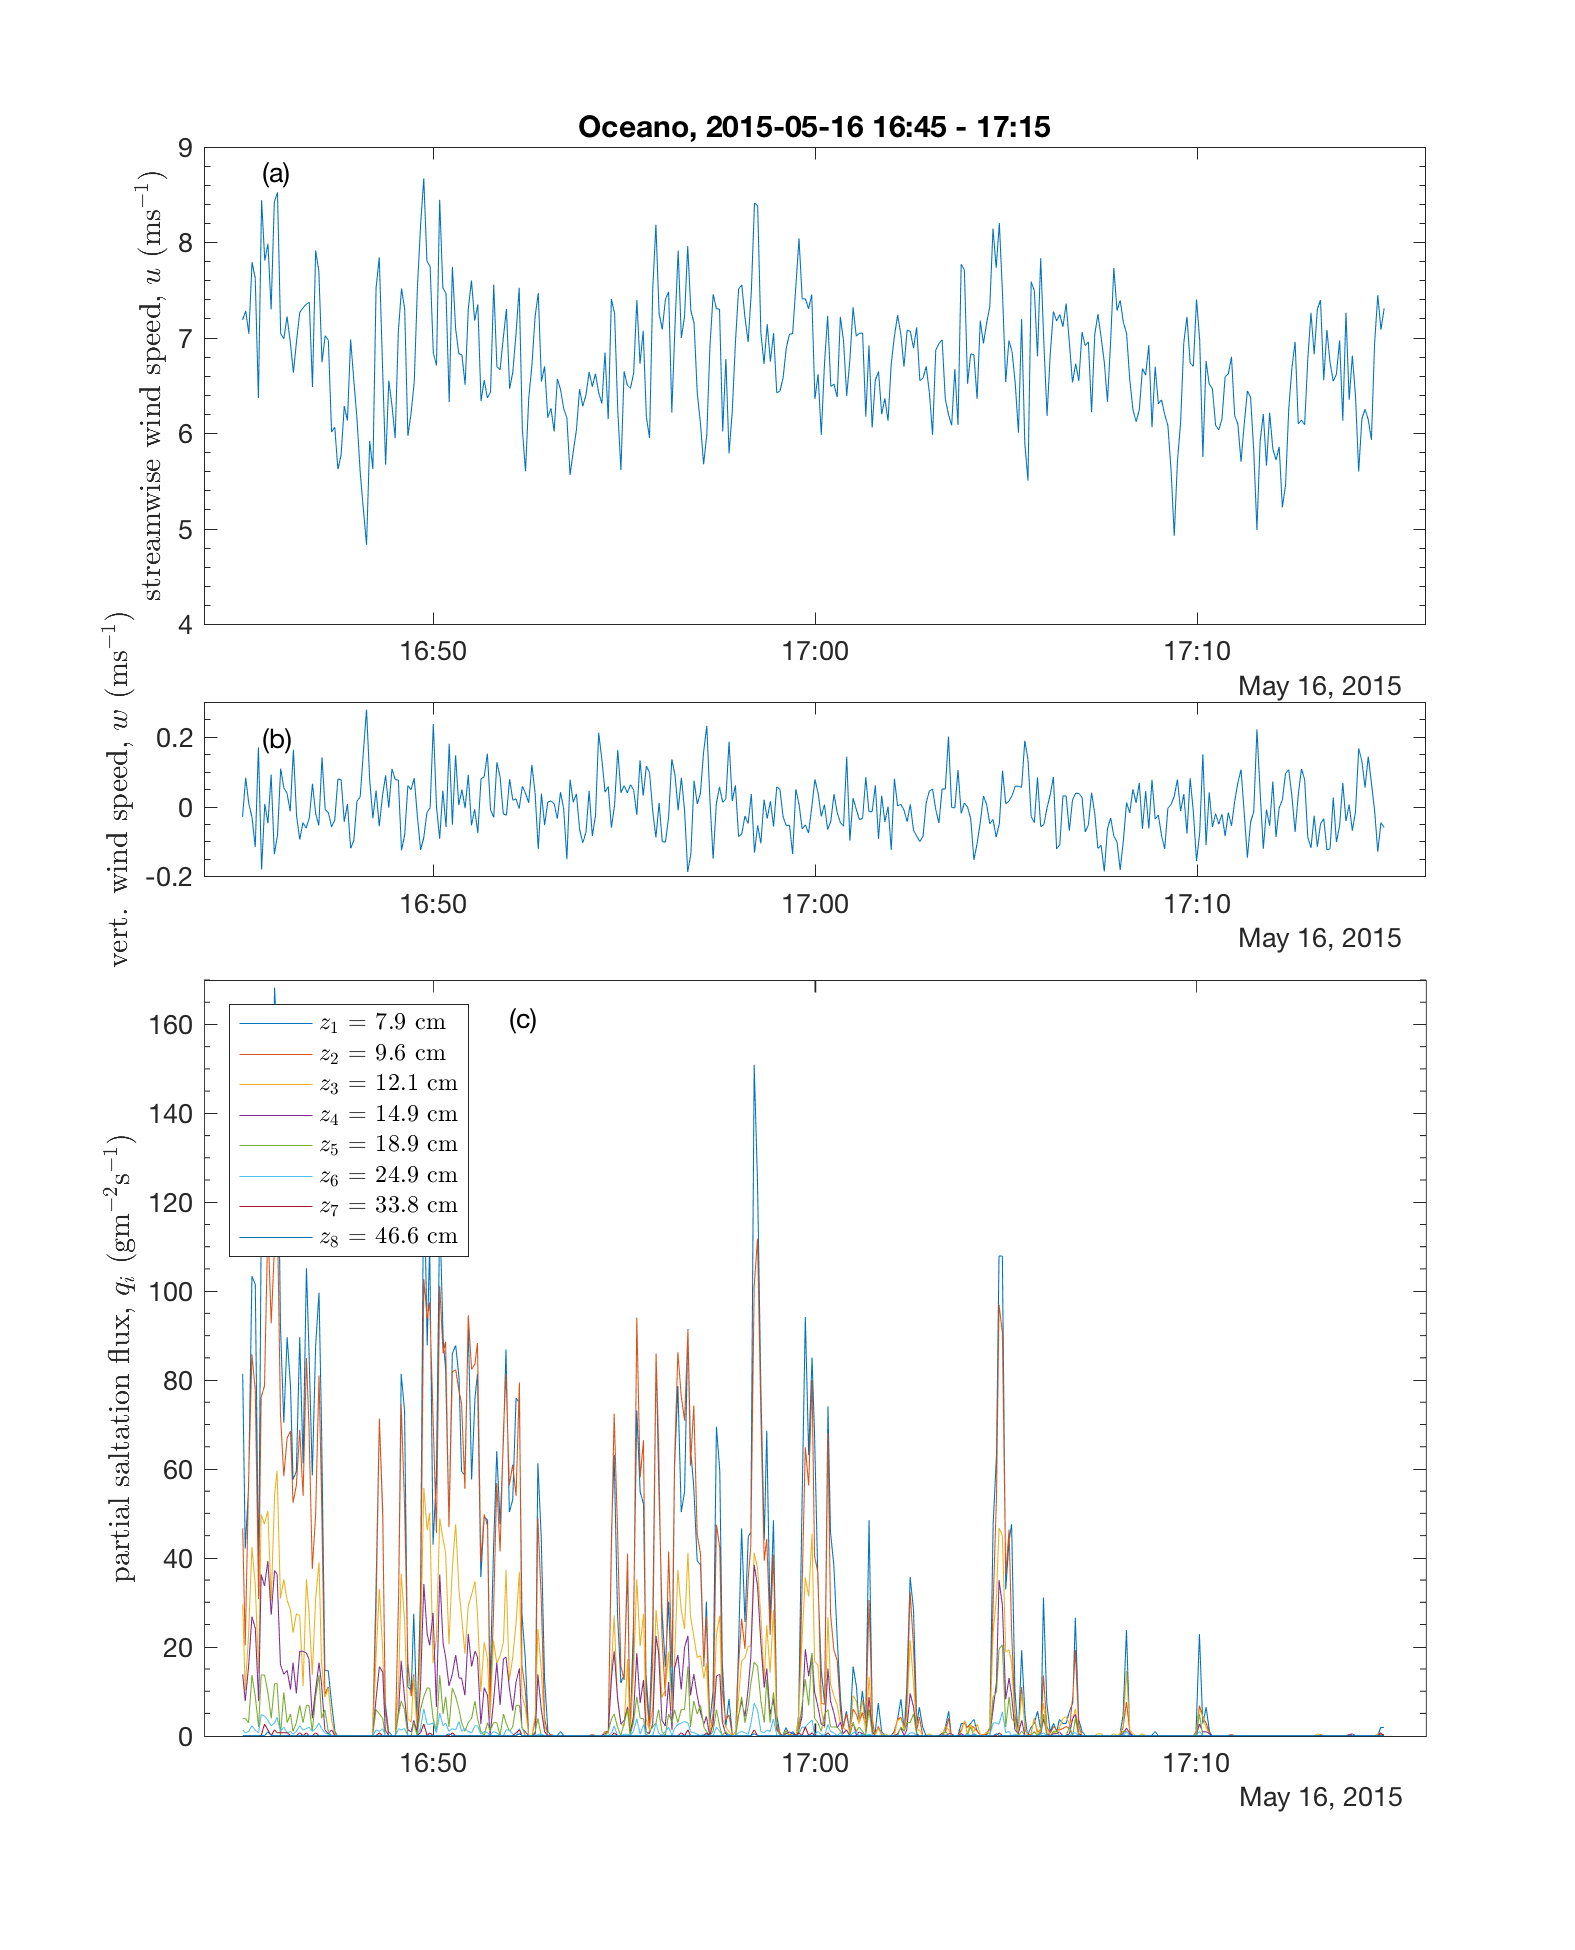 Oceano, 2015-05-16 16:45 - 17:15
(a)
streamwise wind speed, u (ms⁻¹)
9
8
7
6
5
4
16:50 17:00 17:10
May 16, 2015
(b)
vert. wind speed, w (ms⁻¹)
0.2
0
-0.2
16:50 17:00 17:10
May 16, 2015
(c)
partial saltation flux, qᵢ (gm⁻²s⁻¹)
160
140
120
100
80
60
40
20
0
z₁ = 7.9 cm
z₂ = 9.6 cm
z₃ = 12.1 cm
z₄ = 14.9 cm
z₅ = 18.9 cm
z₆ = 24.9 cm
z₇ = 33.8 cm
z₈ = 46.6 cm
16:50 17:00 17:10
May 16, 2015